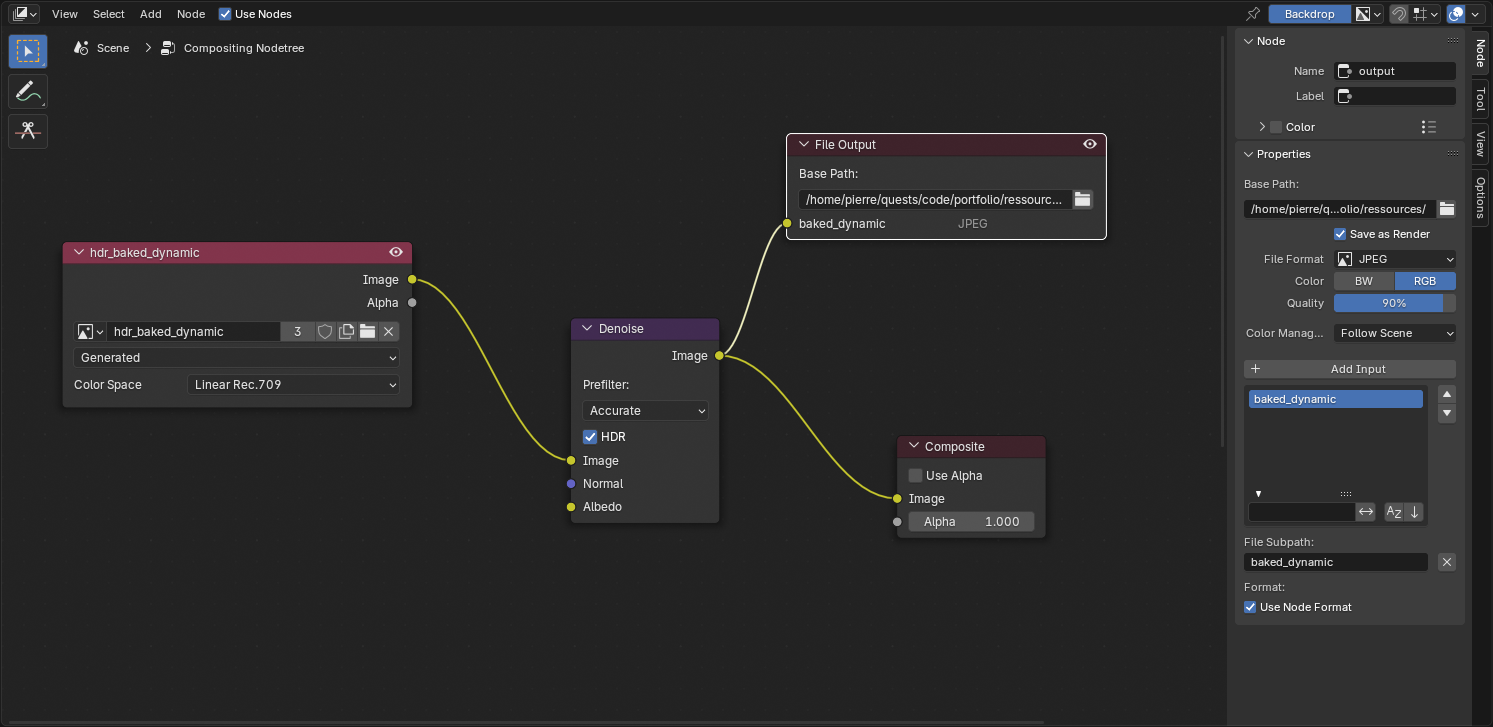 View Select Add Node Use Nodes Backdrop
Scene Compositing Nodetree
hdr_baked_dynamic
Image
Alpha
hdr_baked_dynamic 3
Generated
Color Space Linear Rec.709
Denoise
Image
Prefilter:
Accurate
HDR
Image
Normal
Albedo
File Output
Base Path:
/home/pierre/quests/code/portfolio/ressourc...
baked_dynamic JPEG
Composite
Use Alpha
Image
Alpha 1.000
Node
Name output
Label
Color
Properties
Base Path:
/home/pierre/q...olio/ressources/
Save as Render
File Format JPEG
Color BW RGB
Quality 90%
Color Manag... Follow Scene
Add Input
baked_dynamic
AZ
File Subpath:
baked_dynamic
Format:
Use Node Format
Node
Tool
View
Options